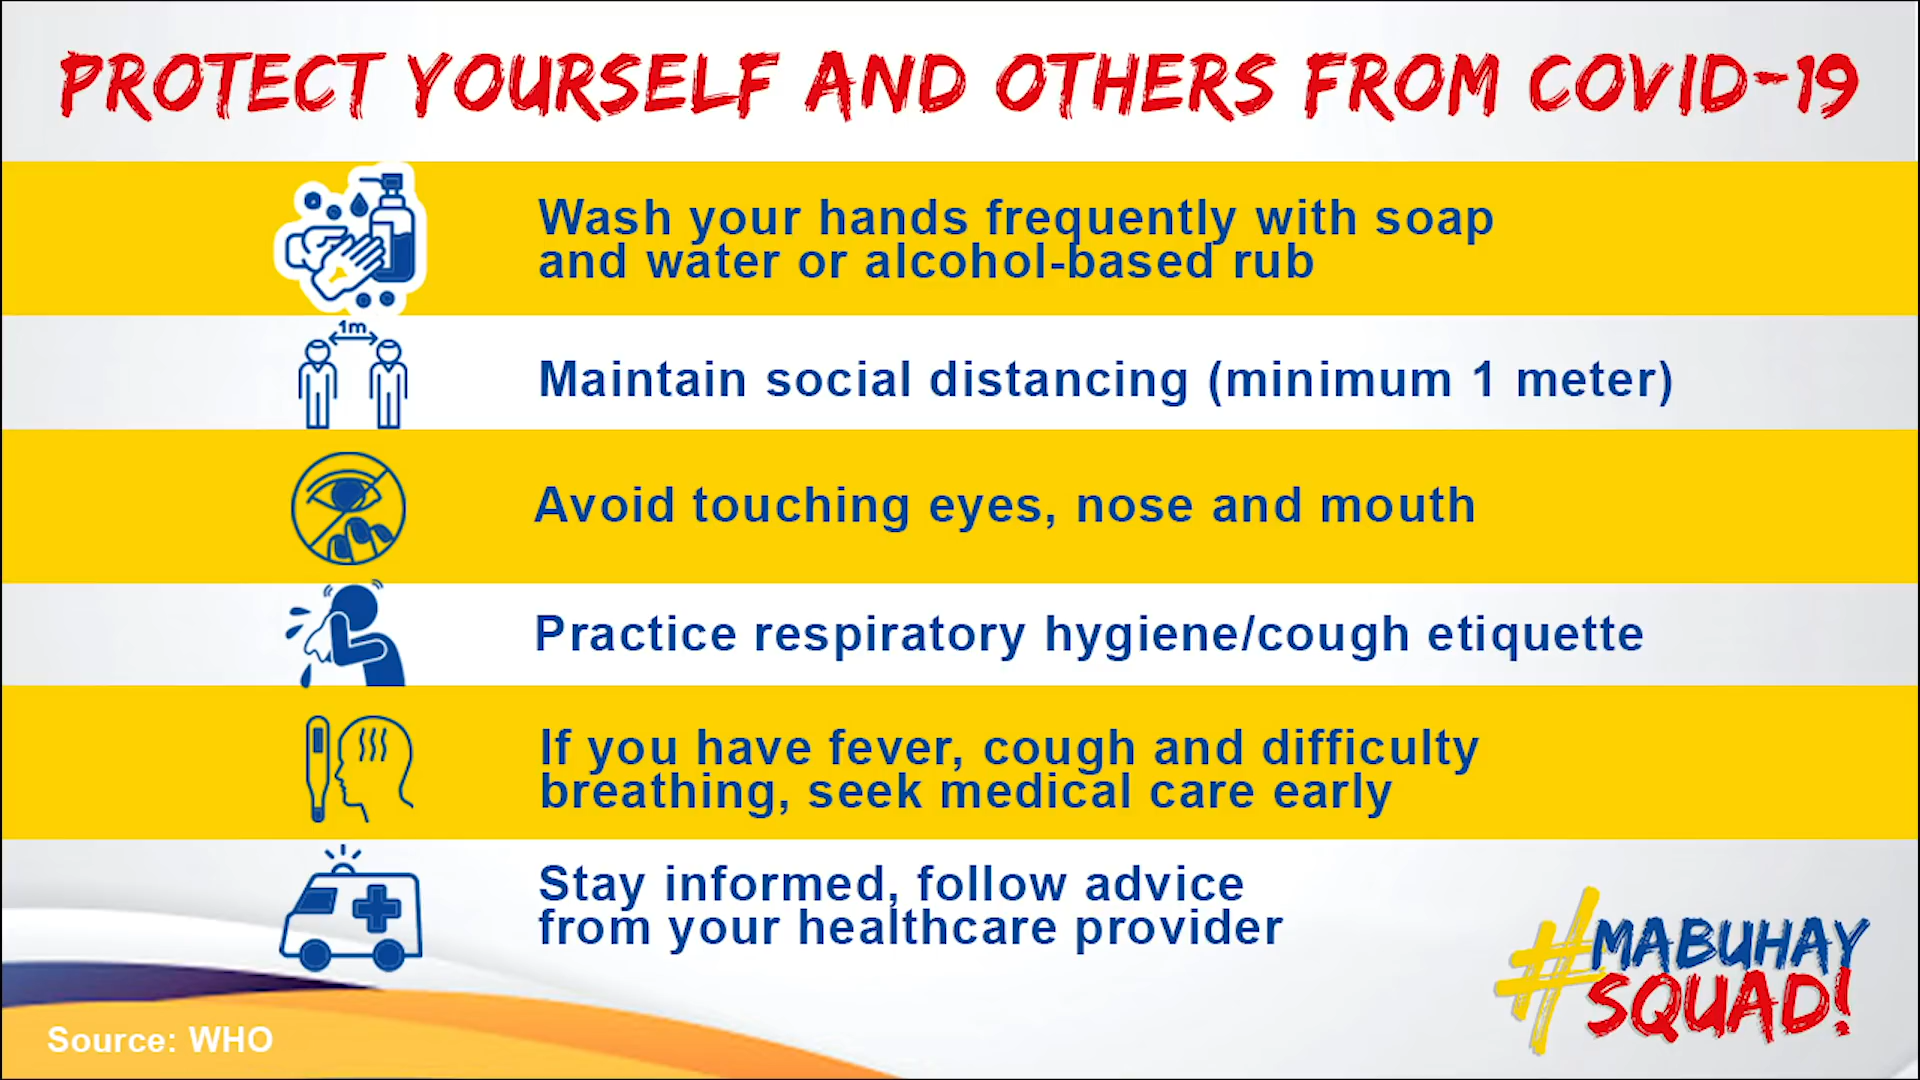 PROTECT YOURSELF AND OTHERS FROM COVID-19
Wash your hands frequently with soap
and water or alcohol-based rub
1m
Maintain social distancing (minimum 1 meter)
Avoid touching eyes, nose and mouth
Practice respiratory hygiene/cough etiquette
If you have fever, cough and difficulty
breathing, seek medical care early
Stay informed, follow advice
from your healthcare provider
#MABUHAY
SQUAD!
Source: WHO